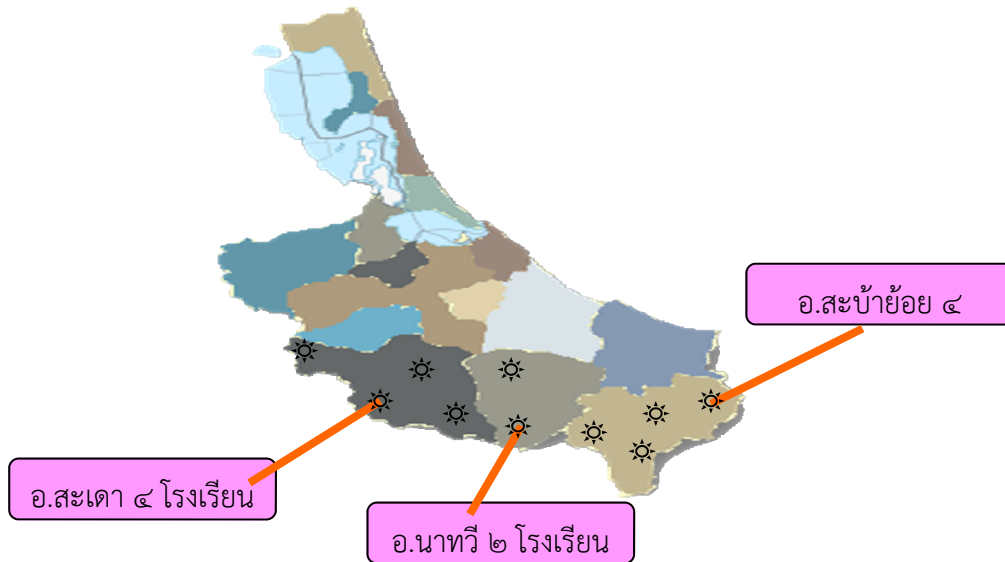 อ.สะบ้าย้อย ๔
อ.สะเดา ๔ โรงเรียน
อ.นาทวี ๒ โรงเรียน